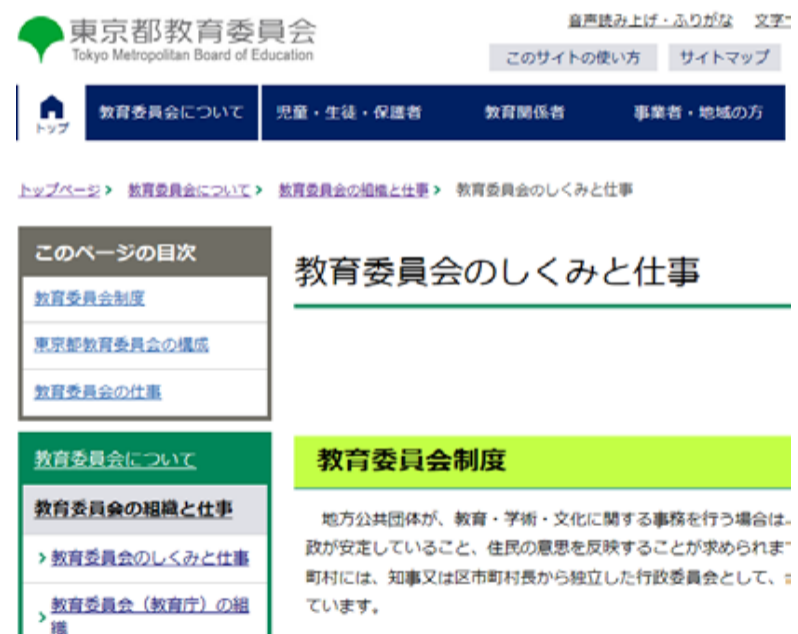 東京都教育委員会
Tokyo Metropolitan Board of Education
音声読み上げ・ふりがな 文字
このサイトの使い方 サイトマップ
トップ 教育委員会について 児童・生徒・保護者 教育関係者 事業者・地域の方
トップページ 教育委員会について 教育委員会の組織と仕事 教育委員会のしくみと仕事
このページの目次
教育委員会制度
東京都教育委員会の構成
教育委員会の仕事
教育委員会について
教育委員会の組織と仕事
教育委員会のしくみと仕事
教育委員会（教育庁）の組
織
教育委員会のしくみと仕事
教育委員会制度
地方公共団体が、教育・学術・文化に関する事務を行う場合は
政が安定していること、住民の意思を反映することが求められま
町村には、知事又は区市町村長から独立した行政委員会として、
ています。